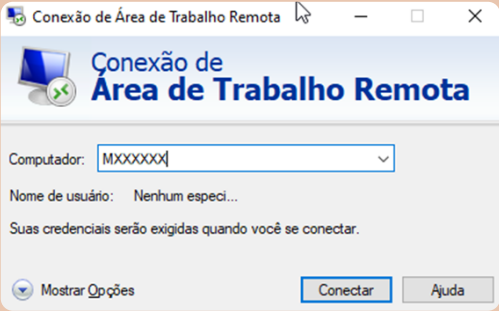 Conexão de Área de Trabalho Remota
Conexão de
Área de Trabalho Remota
Computador: MXXXXXX
Nome de usuário: Nenhum especi...
Suas credenciais serão exigidas quando você se conectar.
Mostrar Opções Conectar Ajuda